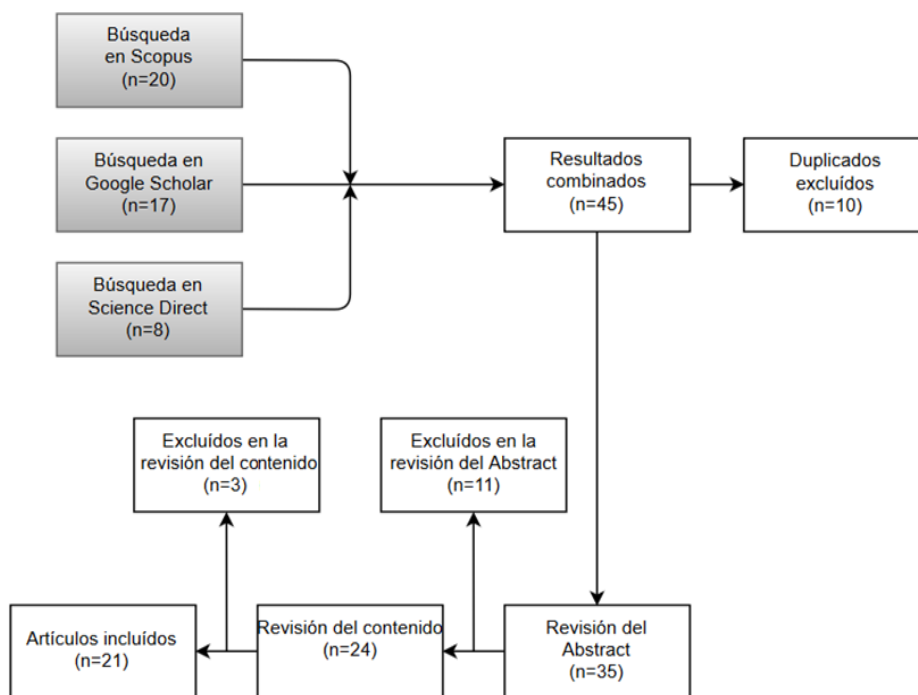 Búsqueda
en Scopus
(n=20)
Búsqueda en
Google Scholar
(n=17)
Búsqueda en
Science Direct
(n=8)
Resultados
combinados
(n=45)
Duplicados
excluídos
(n=10)
Excluídos en la
revisión del contenido
(n=3)
Excluídos en la
revisión del Abstract
(n=11)
Artículos incluídos
(n=21)
Revisión del contenido
(n=24)
Revisión del
Abstract
(n=35)